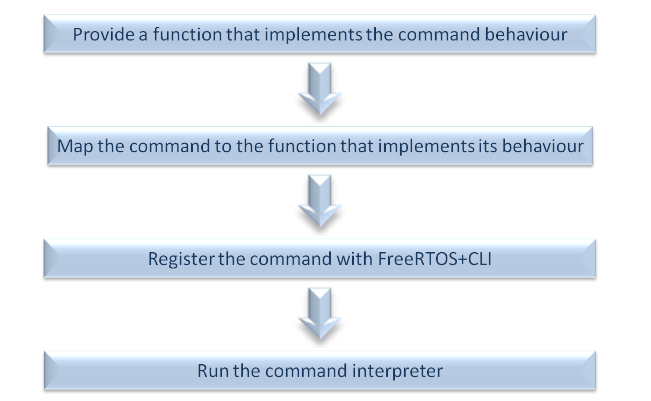 Provide a function that implements the command behaviour
Map the command to the function that implements its behaviour
Register the command with FreeRTOS+CLI
Run the command interpreter